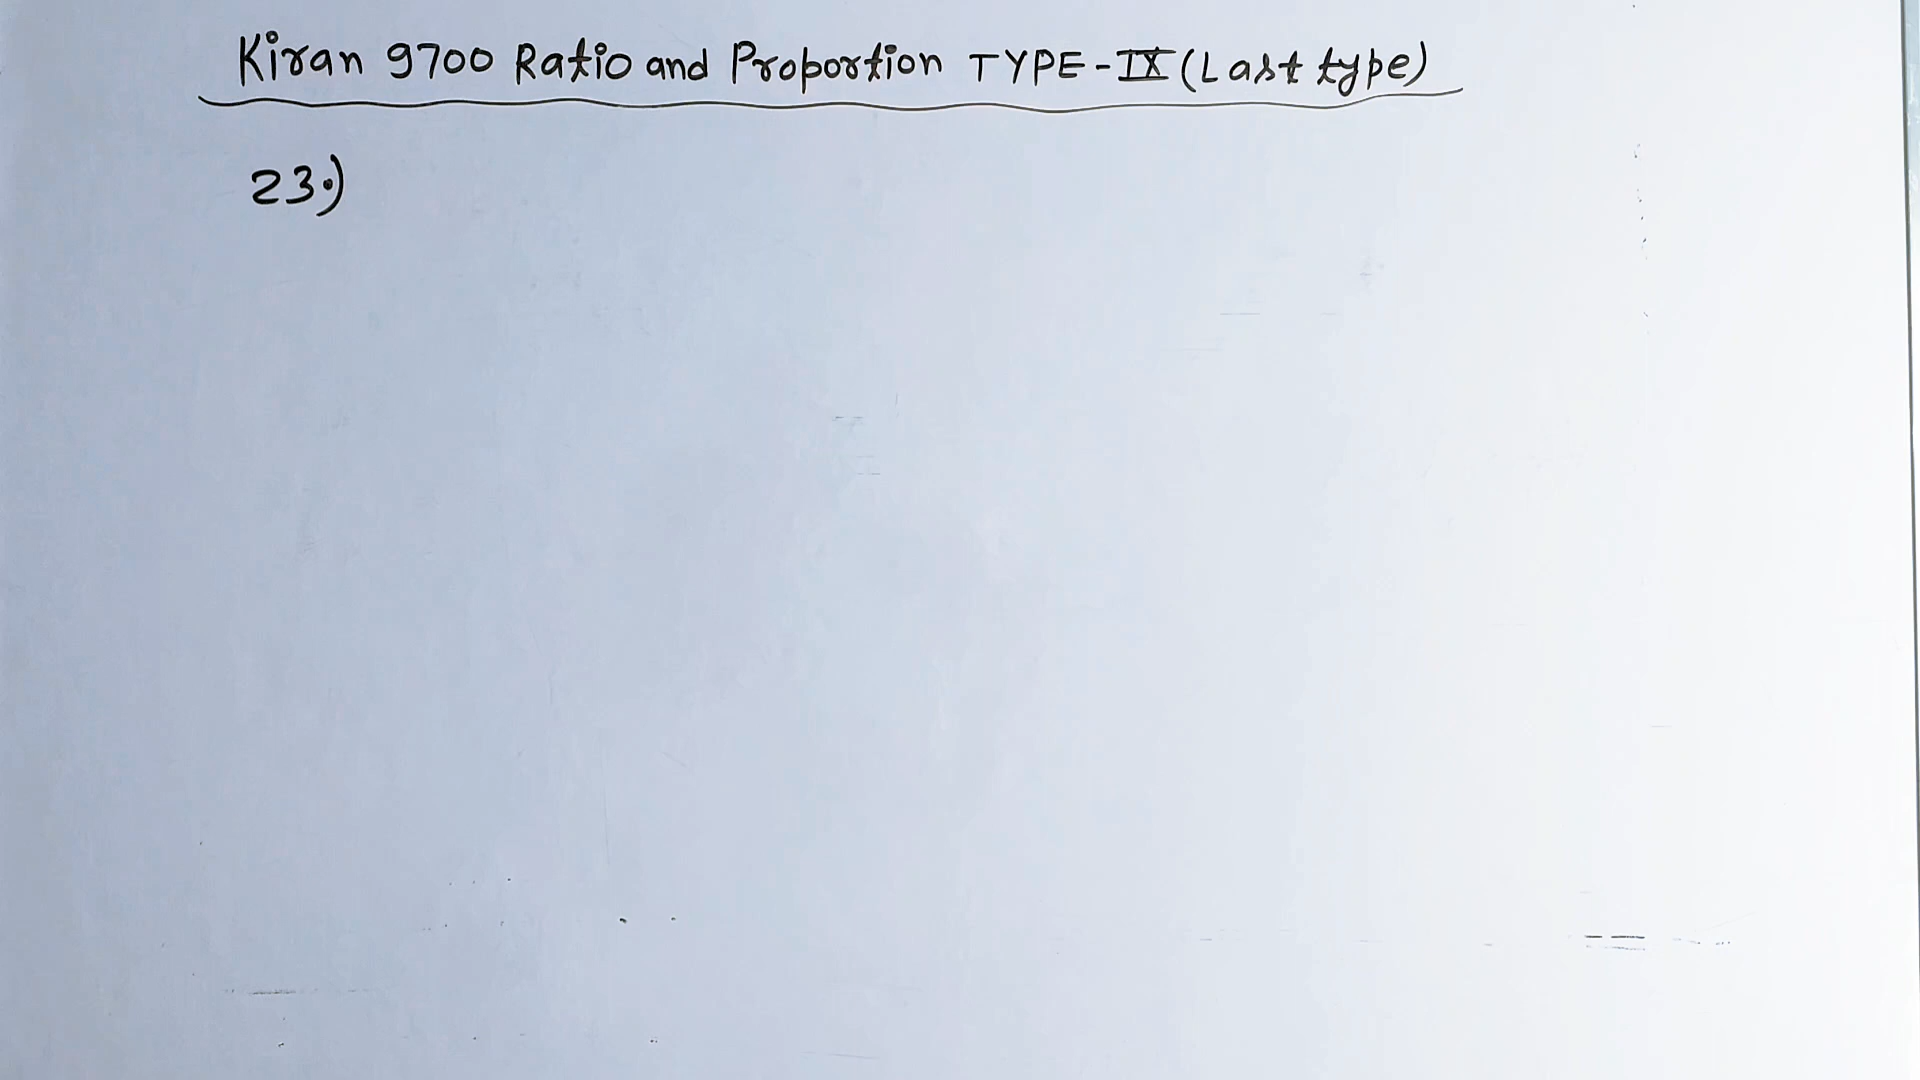 Kiran 9700 Ratio and Proportion TYPE-IX (Last type)
23.)